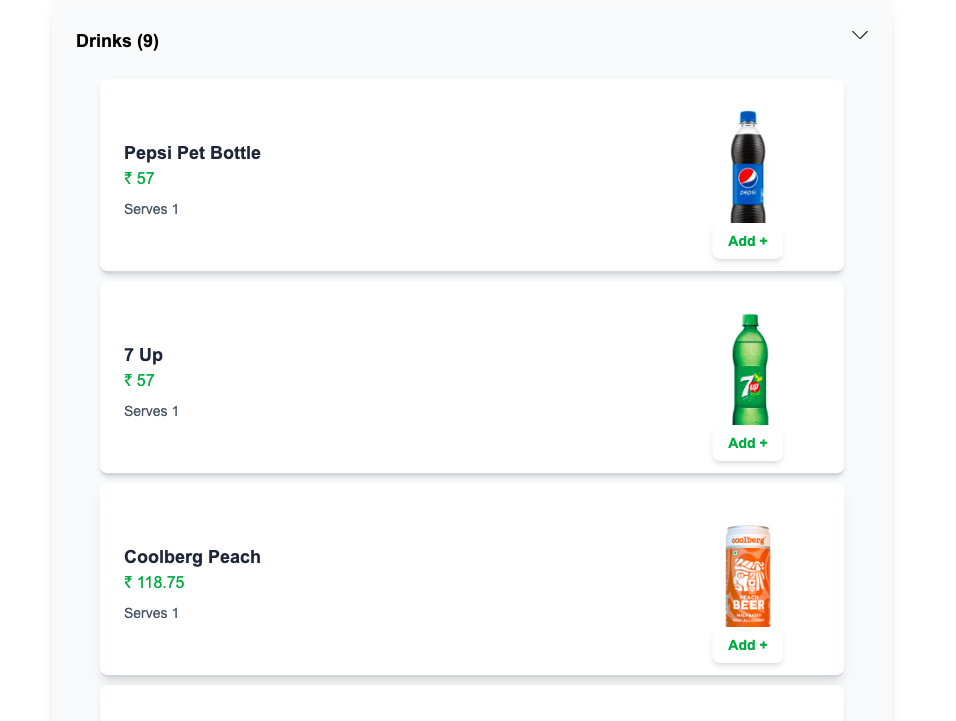 Drinks (9)
Pepsi Pet Bottle
₹ 57
Serves 1
pepsi
Add +
7 Up
₹ 57
Serves 1
7up
Add +
Coolberg Peach
₹ 118.75
Serves 1
coolberg
PEACH
BEER
Add +